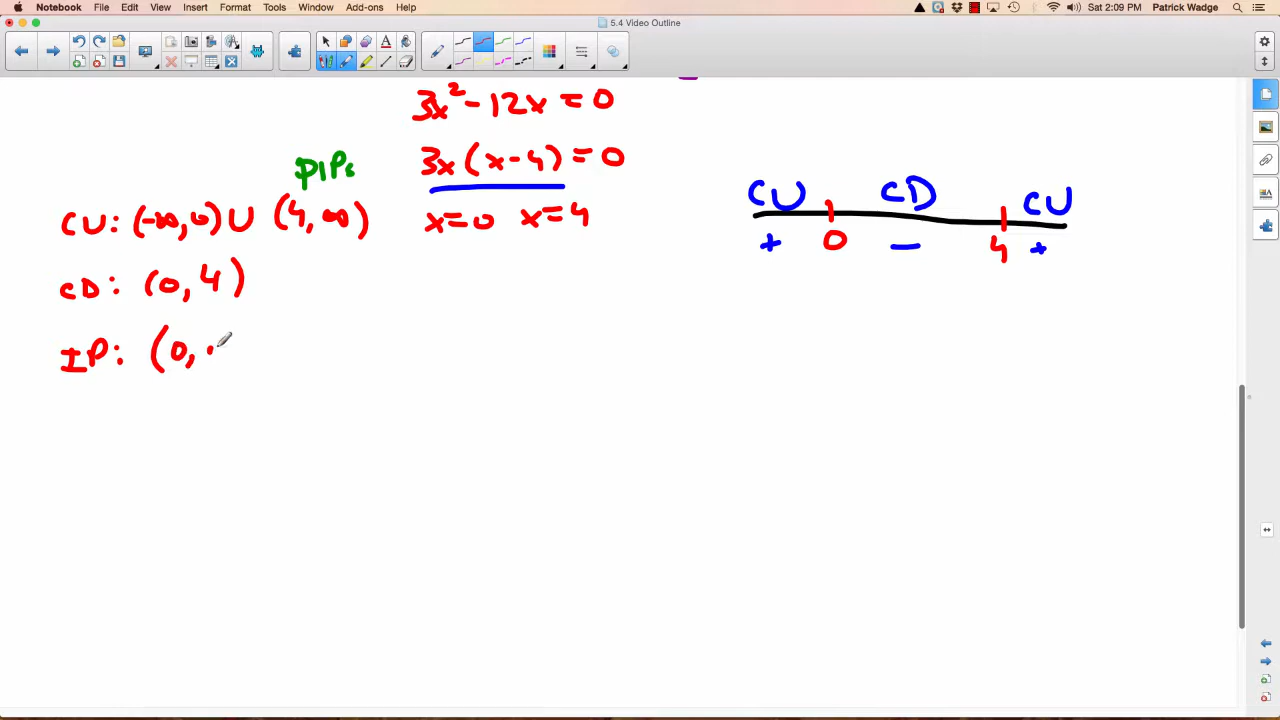 Notebook File Edit View Insert Format Tools Window Add-ons Help Sat 2:09 PM Patrick Wadge
5.4 Video Outline
3x² - 12x = 0
3x(x - 4) = 0
PIPs
x = 0 x = 4
CU: (-∞, 0) U (4, ∞)
CD: (0, 4)
IP: (0,
CU CD CU
+ 0 - 4 +